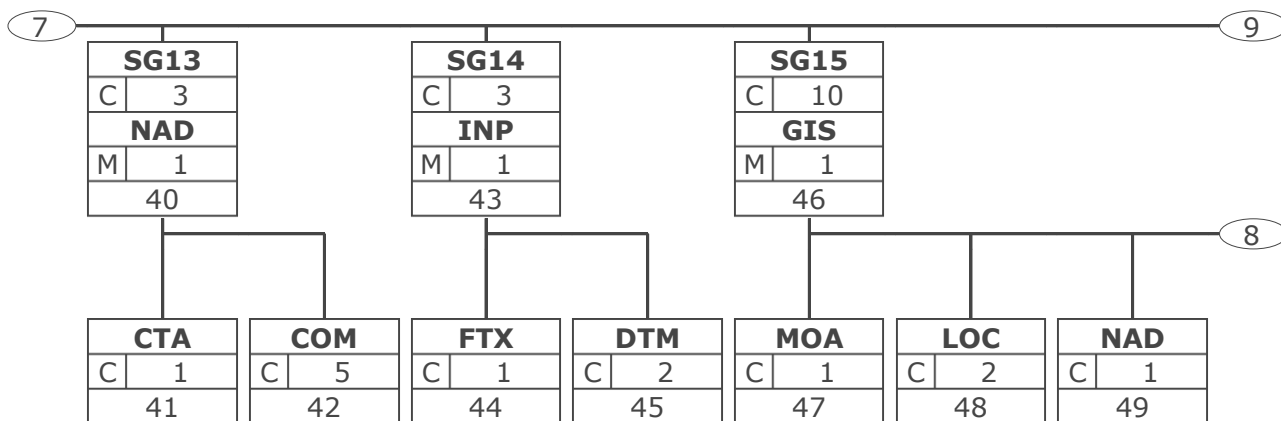 7 9
SG13 SG14 SG15
C 3 C 3 C 10
NAD INP GIS
M 1 M 1 M 1
40 43 46
8
CTA COM FTX DTM MOA LOC NAD
C 1 C 5 C 1 C 2 C 1 C 2 C 1
41 42 44 45 47 48 49